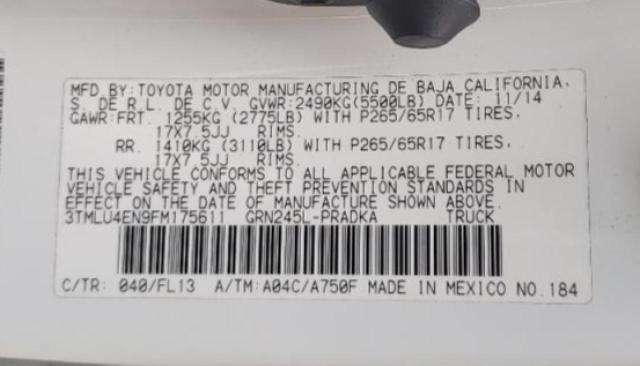 MFD.BY:TOYOTA MOTOR MANUFACTURING DE BAJA CALIFORNIA,
S. DE R.L. DE C.V. GVWR:2490KG(5500LB) DATE: 11/14
GAWR:FRT. 1255KG (2775LB) WITH P265/65R17 TIRES,
17X7.5JJ RIMS.
RR. 1410KG (3110LB) WITH P265/65R17 TIRES,
17X7.5JJ RIMS.
THIS VEHICLE CONFORMS TO ALL APPLICABLE FEDERAL MOTOR
VEHICLE SAFETY AND THEFT PREVENTION STANDARDS IN
EFFECT ON THE DATE OF MANUFACTURE SHOWN ABOVE.
3TMLU4EN9FM175611 GRN245L-PRADKA TRUCK
C/TR: 040/FL13 A/TM:A04C/A750F MADE IN MEXICO NO.184